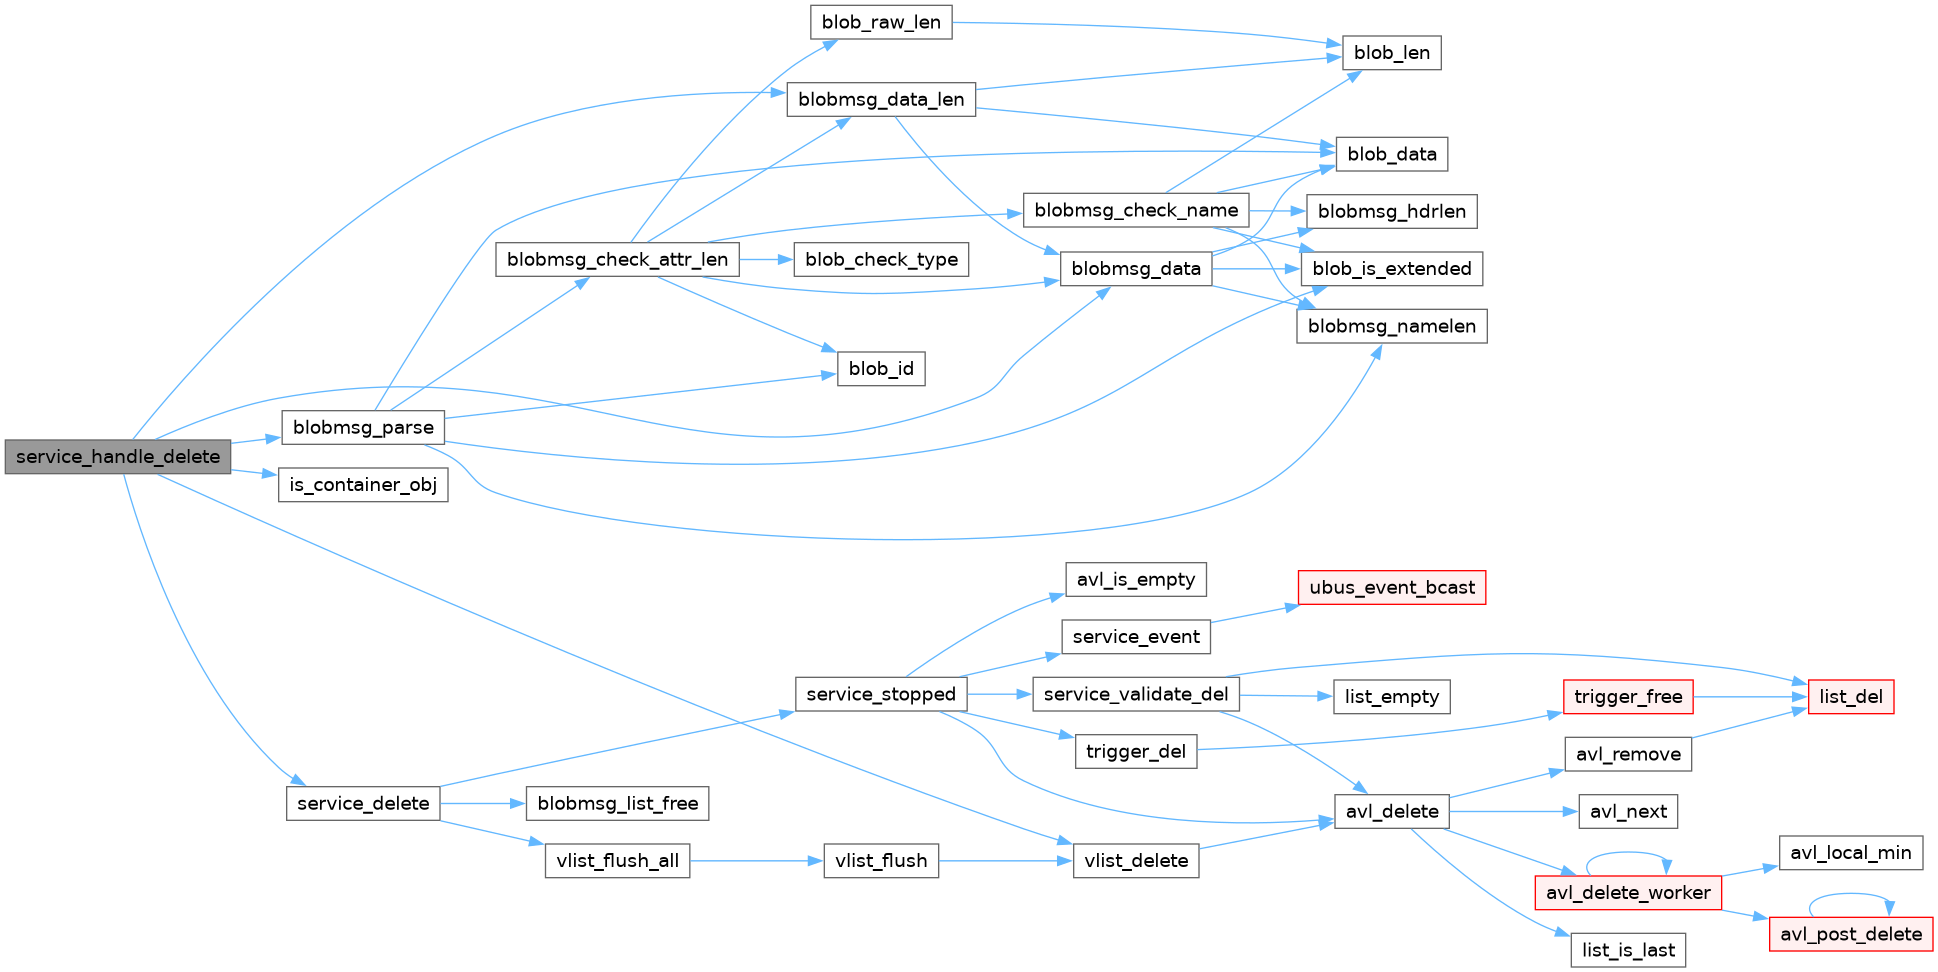 blob_raw_len
blob_len
blobmsg_data_len
blob_data
blobmsg_check_name
blobmsg_hdrlen
blobmsg_check_attr_len
blob_check_type
blobmsg_data
blob_is_extended
blobmsg_namelen
blob_id
blobmsg_parse
service_handle_delete
is_container_obj
avl_is_empty
ubus_event_bcast
service_event
service_stopped
service_validate_del
list_empty
trigger_free
list_del
trigger_del
avl_remove
service_delete
blobmsg_list_free
avl_delete
avl_next
vlist_flush_all
vlist_flush
vlist_delete
avl_local_min
avl_delete_worker
avl_post_delete
list_is_last